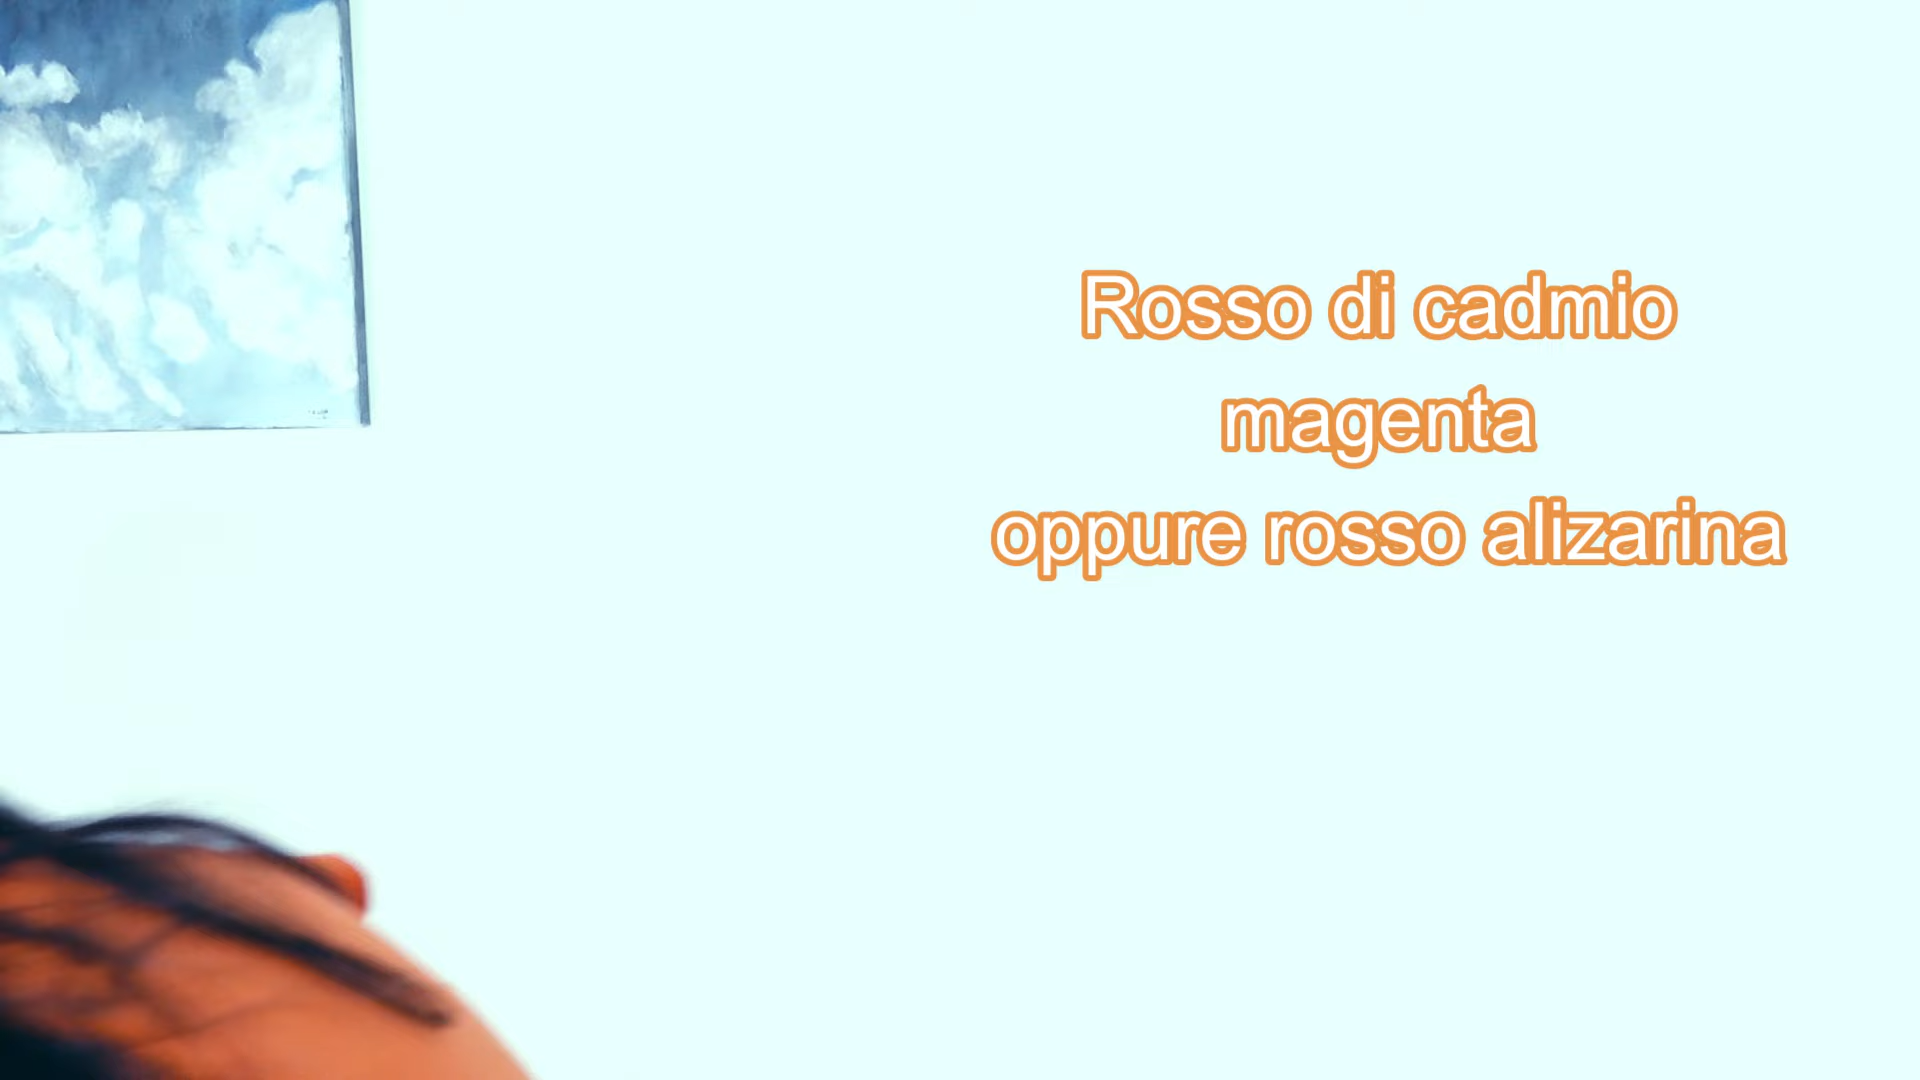 Rosso di cadmio
magenta
oppure rosso alizarina